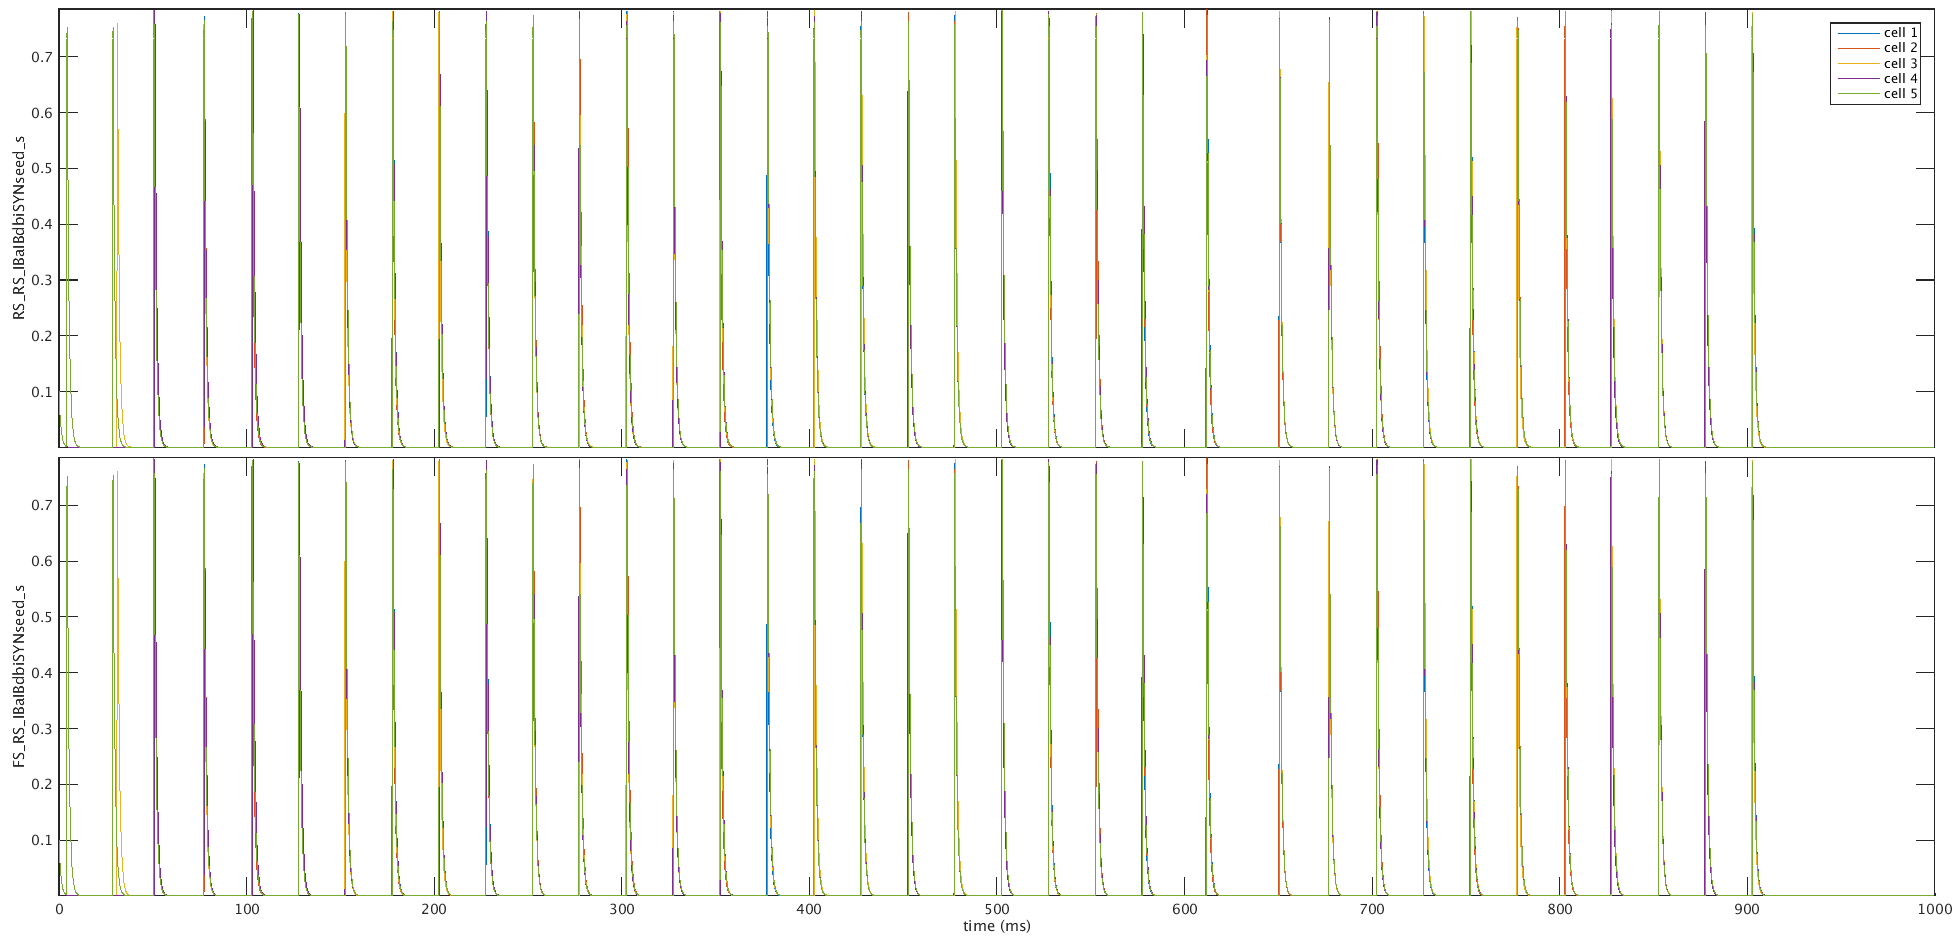 RS_RS_IBaIBdbiSYNseed_s
0.7
0.6
0.5
0.4
0.3
0.2
0.1
cell 1
cell 2
cell 3
cell 4
cell 5
FS_RS_IBaIBdbiSYNseed_s
0.7
0.6
0.5
0.4
0.3
0.2
0.1
0 100 200 300 400 500 600 700 800 900 1000
time (ms)